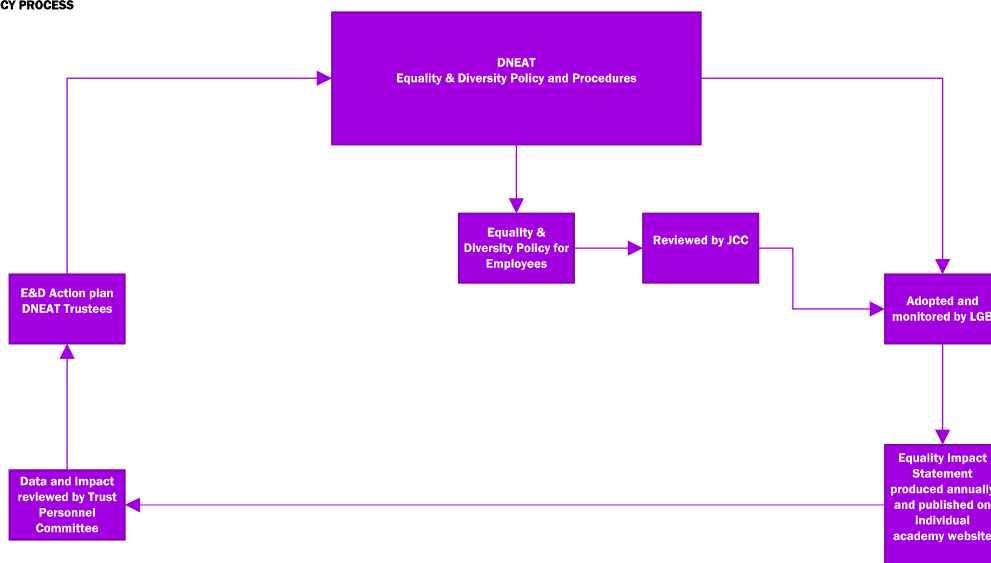 CY PROCESS
DNEAT
Equality & Diversity Policy and Procedures
Equality &
Diversity Policy for
Employees
Reviewed by JCC
E&D Action plan
DNEAT Trustees
Adopted and
monitored by LGB
Equality Impact
Statement
produced annually
and published on
individual
academy website
Data and impact
reviewed by Trust
Personnel
Committee